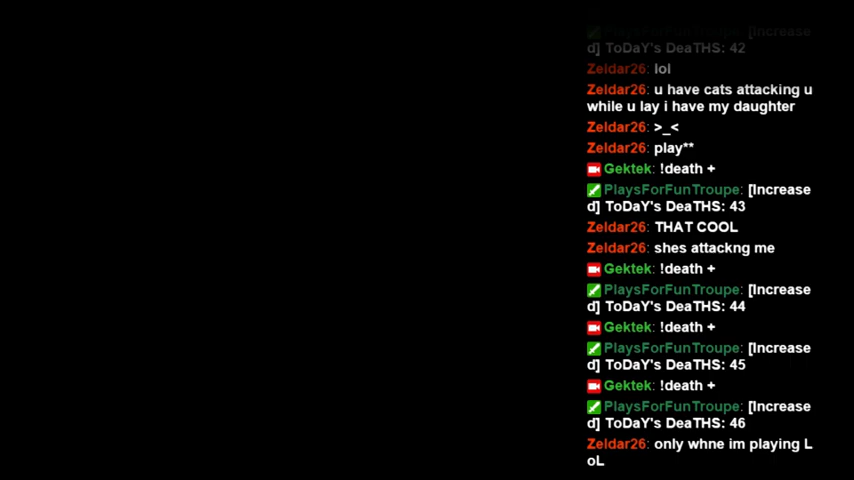 PlaysForFunTroupe: [Increase
d] ToDaY's DeaTHS: 42
Zeldar26: lol
Zeldar26: u have cats attacking u
while u lay i have my daughter
Zeldar26: >_<
Zeldar26: play**
Gektek: !death +
PlaysForFunTroupe: [Increase
d] ToDaY's DeaTHS: 43
Zeldar26: THAT COOL
Zeldar26: shes attackng me
Gektek: !death +
PlaysForFunTroupe: [Increase
d] ToDaY's DeaTHS: 44
Gektek: !death +
PlaysForFunTroupe: [Increase
d] ToDaY's DeaTHS: 45
Gektek: !death +
PlaysForFunTroupe: [Increase
d] ToDaY's DeaTHS: 46
Zeldar26: only whne im playing L
oL